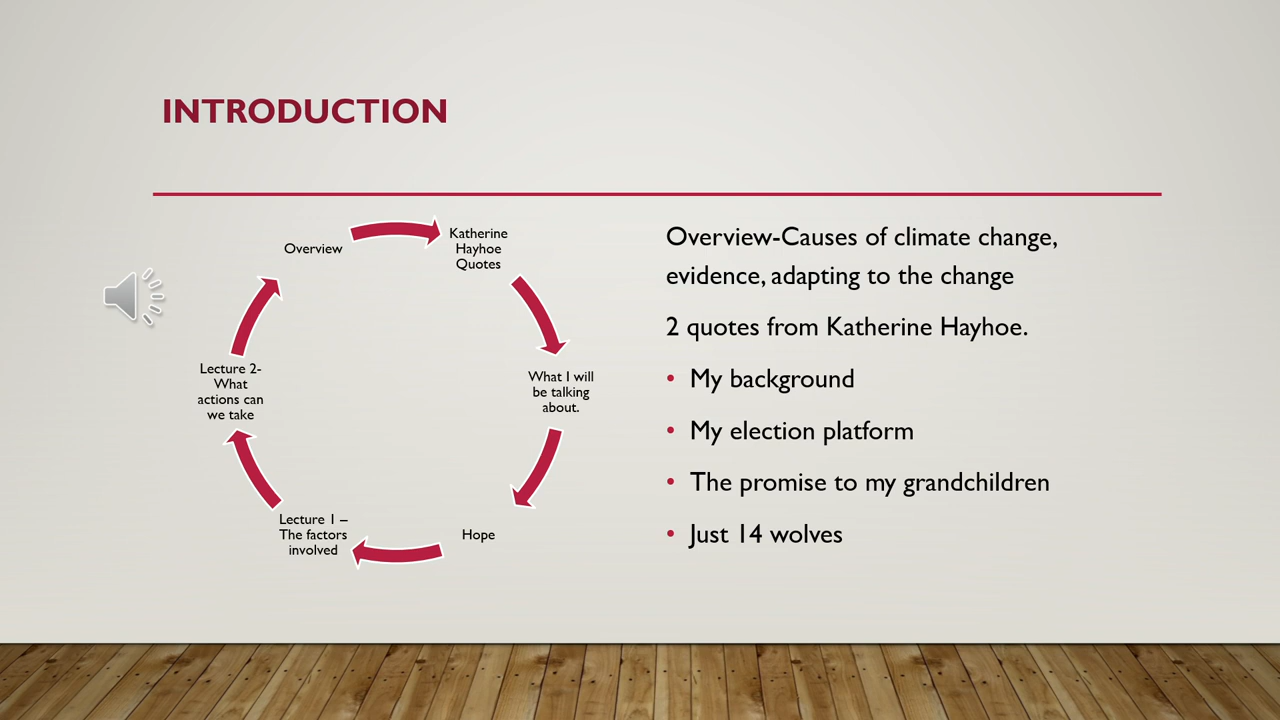 INTRODUCTION
Overview
Katherine
Hayhoe
Quotes
What I will
be talking
about.
Hope
Lecture 1 –
The factors
involved
Lecture 2-
What
actions can
we take
Overview-Causes of climate change,
evidence, adapting to the change
2 quotes from Katherine Hayhoe.
• My background
• My election platform
• The promise to my grandchildren
• Just 14 wolves